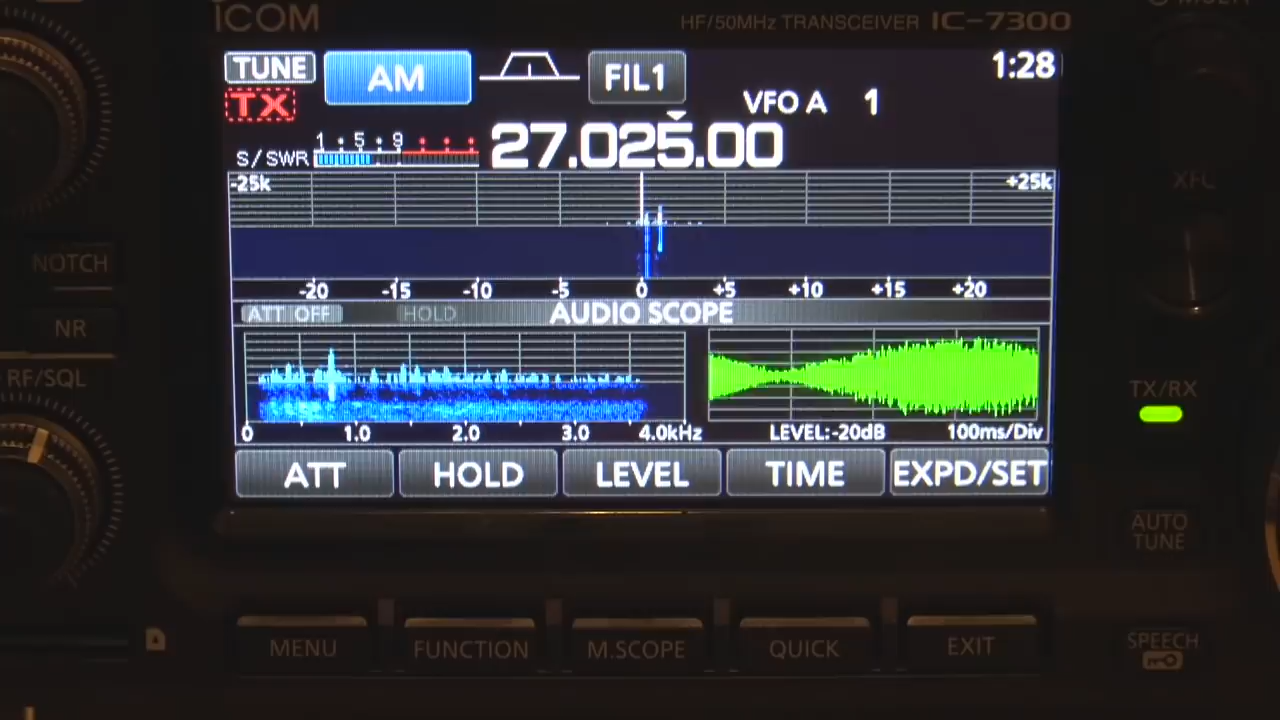 ICOM
HF/50MHz TRANSCEIVER IC-7300
TUNE
AM
FIL1
1:28
TX
VFO A 1
1 5 9
S/SWR
27.025.00
-25k
+25k
XFC
NOTCH
-20 -15 -10 -5 0 +5 +10 +15 +20
ATT OFF
HOLD
AUDIO SCOPE
NR
RF/SQL
TX/RX
0 1.0 2.0 3.0 4.0kHz
LEVEL:-20dB
100ms/Div
ATT
HOLD
LEVEL
TIME
EXPD/SET
AUTO
TUNE
MENU
FUNCTION
M.SCOPE
QUICK
EXIT
SPEECH